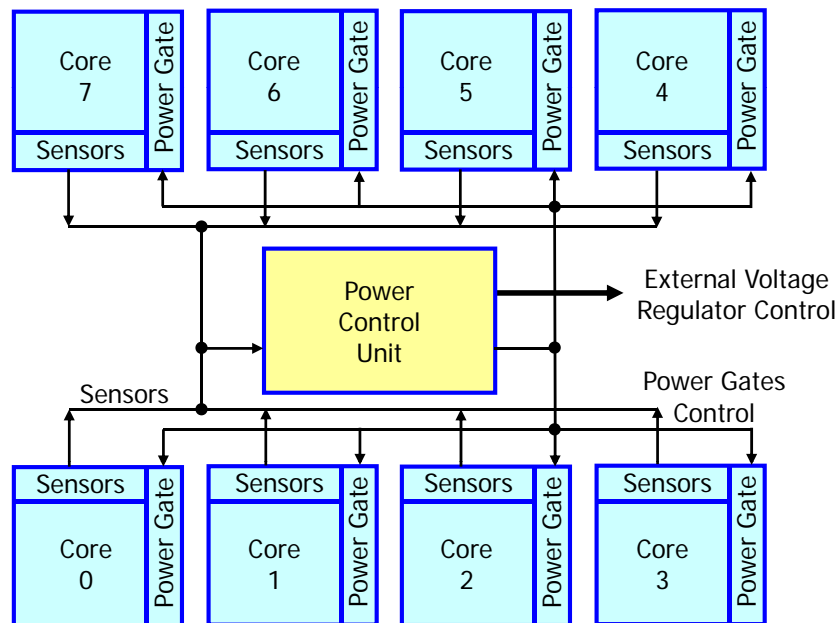 Core
7
Power Gate
Sensors
Core
6
Power Gate
Sensors
Core
5
Power Gate
Sensors
Core
4
Power Gate
Sensors
Power
Control
Unit
External Voltage
Regulator Control
Sensors
Power Gates
Control
Sensors
Core
0
Power Gate
Sensors
Core
1
Power Gate
Sensors
Core
2
Power Gate
Sensors
Core
3
Power Gate